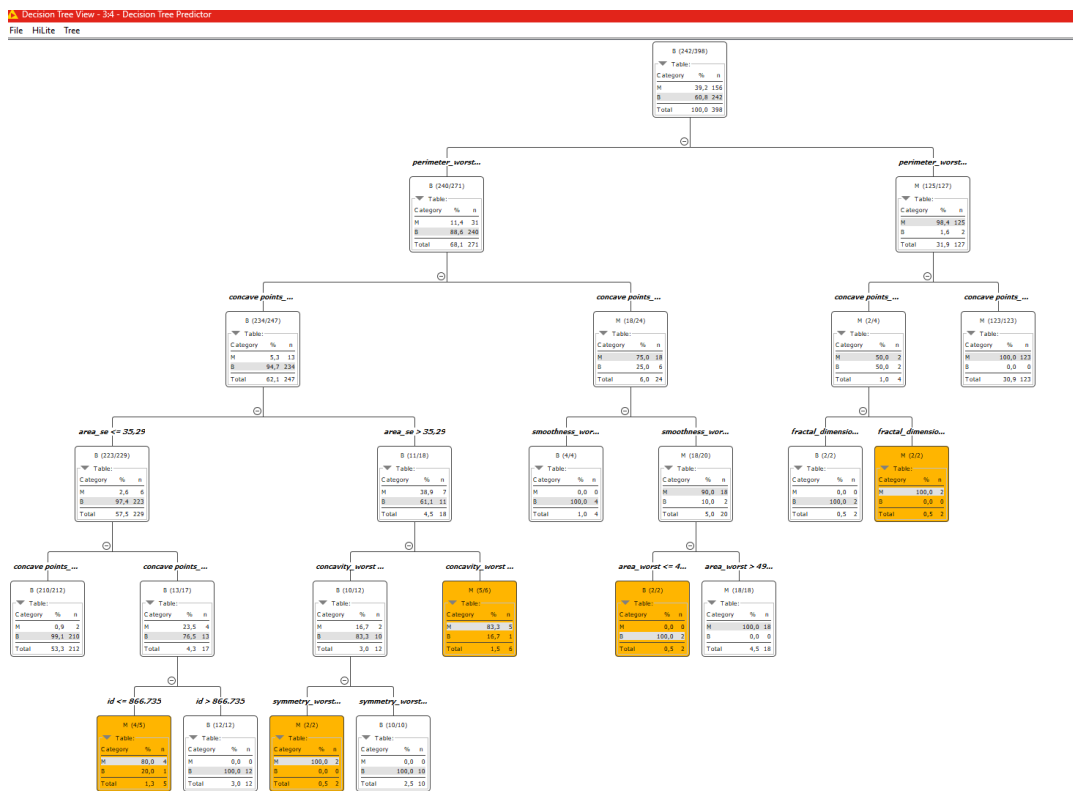 Decision Tree View - 3:4 - Decision Tree Predictor
File HiLite Tree
B (242/398)
Table:
Category % n
M 39,2 156
B 60,8 242
Total 100,0 398
perimeter_worst...
perimeter_worst...
B (240/271)
Table:
Category % n
M 11,4 31
B 88,6 240
Total 68,1 271
M (125/127)
Table:
Category % n
M 98,4 125
B 1,6 2
Total 31,9 127
concave points_...
concave points_...
concave points_...
concave points_...
B (234/247)
Table:
Category % n
M 5,3 13
B 94,7 234
Total 62,1 247
M (18/24)
Table:
Category % n
M 75,0 18
B 25,0 6
Total 6,0 24
M (2/4)
Table:
Category % n
M 50,0 2
B 50,0 2
Total 1,0 4
M (123/123)
Table:
Category % n
M 100,0 123
B 0,0 0
Total 30,9 123
area_se <= 35,29
area_se > 35,29
smoothness_wor...
smoothness_wor...
fractal_dimensio...
fractal_dimensio...
B (223/229)
Table:
Category % n
M 2,6 6
B 97,4 223
Total 57,5 229
B (11/18)
Table:
Category % n
M 38,9 7
B 61,1 11
Total 4,5 18
B (4/4)
Table:
Category % n
M 0,0 0
B 100,0 4
Total 1,0 4
M (18/20)
Table:
Category % n
M 90,0 18
B 10,0 2
Total 5,0 20
B (2/2)
Table:
Category % n
M 0,0 0
B 100,0 2
Total 0,5 2
M (2/2)
Table:
Category % n
M 100,0 2
B 0,0 0
Total 0,5 2
concave points_...
concave points_...
concavity_worst ...
concavity_worst ...
area_worst <= 4...
area_worst > 49...
B (210/212)
Table:
Category % n
M 0,9 2
B 99,1 210
Total 53,3 212
B (13/17)
Table:
Category % n
M 23,5 4
B 76,5 13
Total 4,3 17
B (10/12)
Table:
Category % n
M 16,7 2
B 83,3 10
Total 3,0 12
M (5/6)
Table:
Category % n
M 83,3 5
B 16,7 1
Total 1,5 6
B (2/2)
Table:
Category % n
M 0,0 0
B 100,0 2
Total 0,5 2
M (18/18)
Table:
Category % n
M 100,0 18
B 0,0 0
Total 4,5 18
id <= 866.735
id > 866.735
symmetry_worst...
symmetry_worst...
M (4/5)
Table:
Category % n
M 80,0 4
B 20,0 1
Total 1,3 5
B (12/12)
Table:
Category % n
M 0,0 0
B 100,0 12
Total 3,0 12
M (2/2)
Table:
Category % n
M 100,0 2
B 0,0 0
Total 0,5 2
B (10/10)
Table:
Category % n
M 0,0 0
B 100,0 10
Total 2,5 10